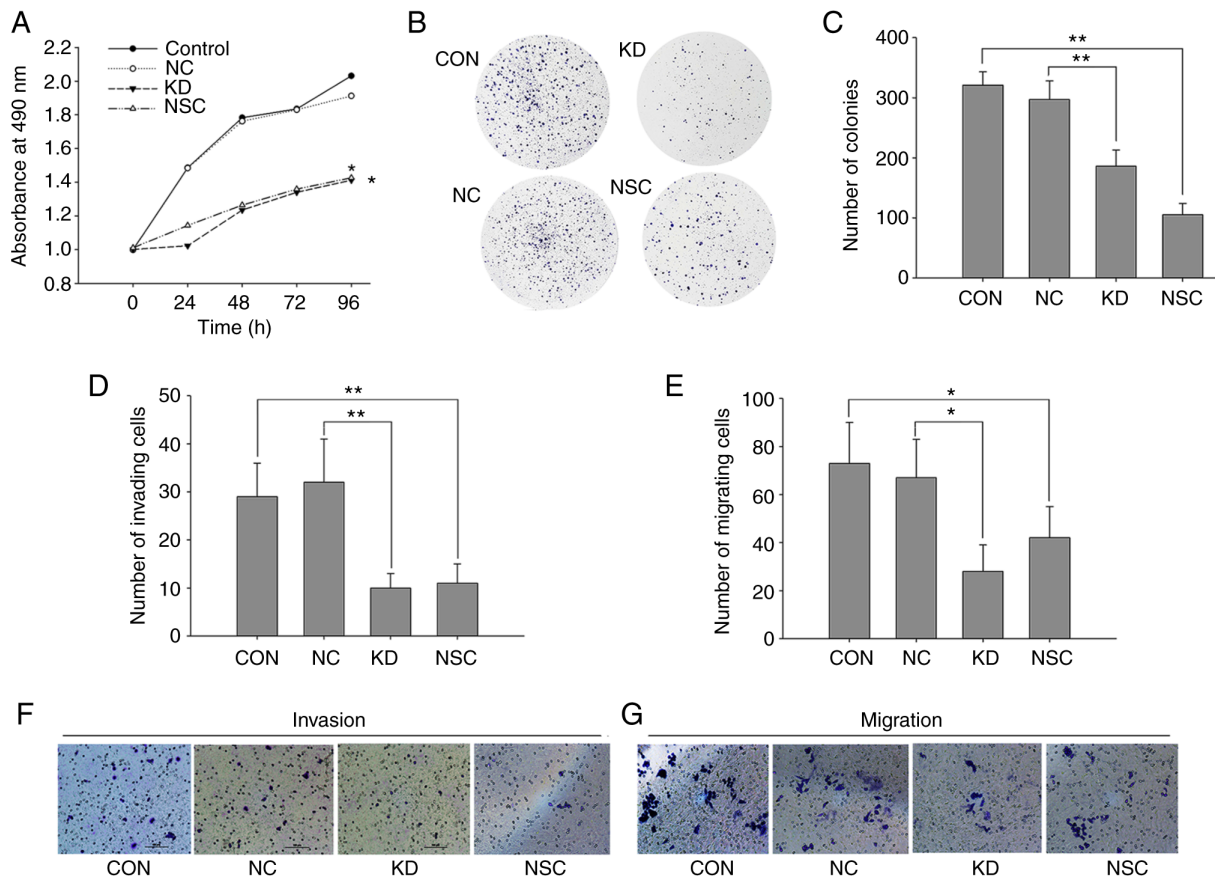 A
2.2
2.0
1.8
1.6
1.4
1.2
1.0
0.8
Absorbance at 490 nm
Control
NC
KD
NSC
*
*
0 24 48 72 96
Time (h)
B
CON
KD
NC
NSC
C
400
300
200
100
0
Number of colonies
**
**
CON NC KD NSC
D
50
40
30
20
10
0
Number of invading cells
**
**
CON NC KD NSC
E
100
80
60
40
20
0
Number of migrating cells
*
*
CON NC KD NSC
F
Invasion
CON NC KD NSC
G
Migration
CON NC KD NSC